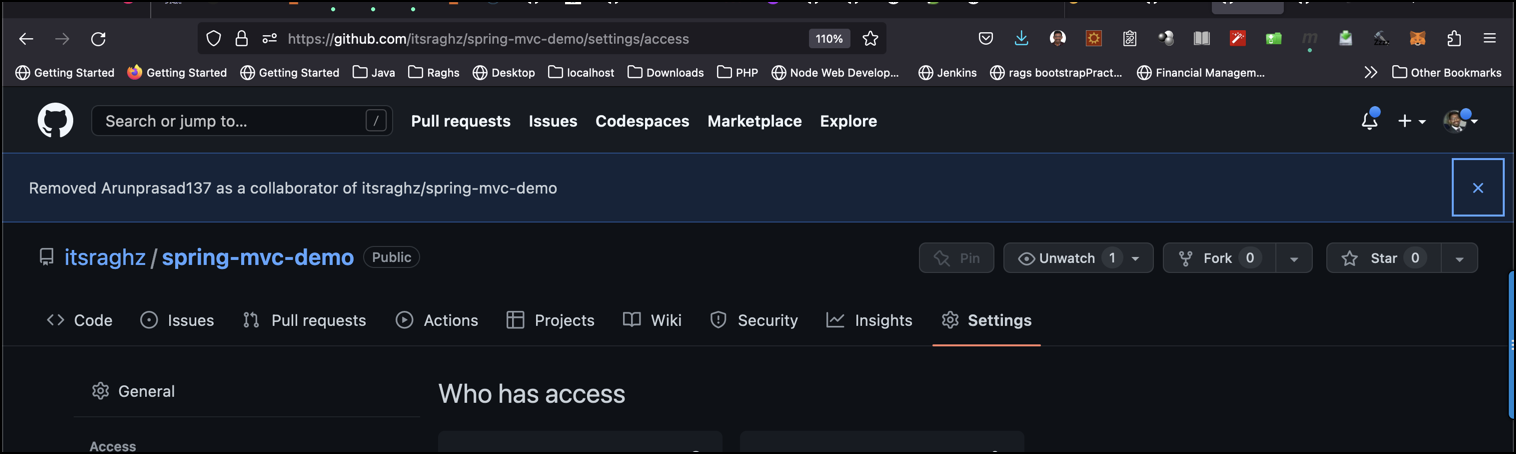 https://github.com/itsraghz/spring-mvc-demo/settings/access 110%
Getting Started Getting Started Getting Started Java Raghs Desktop localhost Downloads PHP Node Web Develop... Jenkins rags bootstrapPract... Financial Managem... Other Bookmarks
Search or jump to... / Pull requests Issues Codespaces Marketplace Explore
Removed Arunprasad137 as a collaborator of itsraghz/spring-mvc-demo
itsraghz / spring-mvc-demo Public Pin Unwatch 1 Fork 0 Star 0
Code Issues Pull requests Actions Projects Wiki Security Insights Settings
General
Who has access
Access